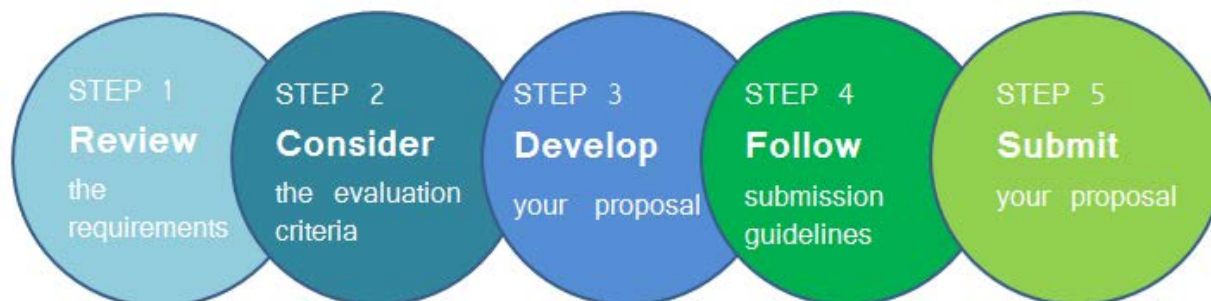 STEP 1
Review
the
requirements
STEP 2
Consider
the evaluation
criteria
STEP 3
Develop
your proposal
STEP 4
Follow
submission
guidelines
STEP 5
Submit
your proposal